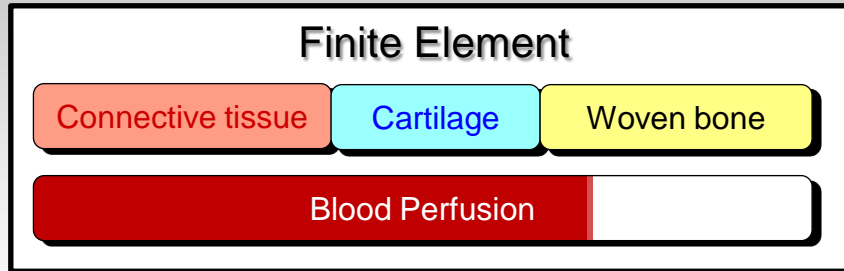 Finite Element
Connective tissue Cartilage Woven bone
Blood Perfusion